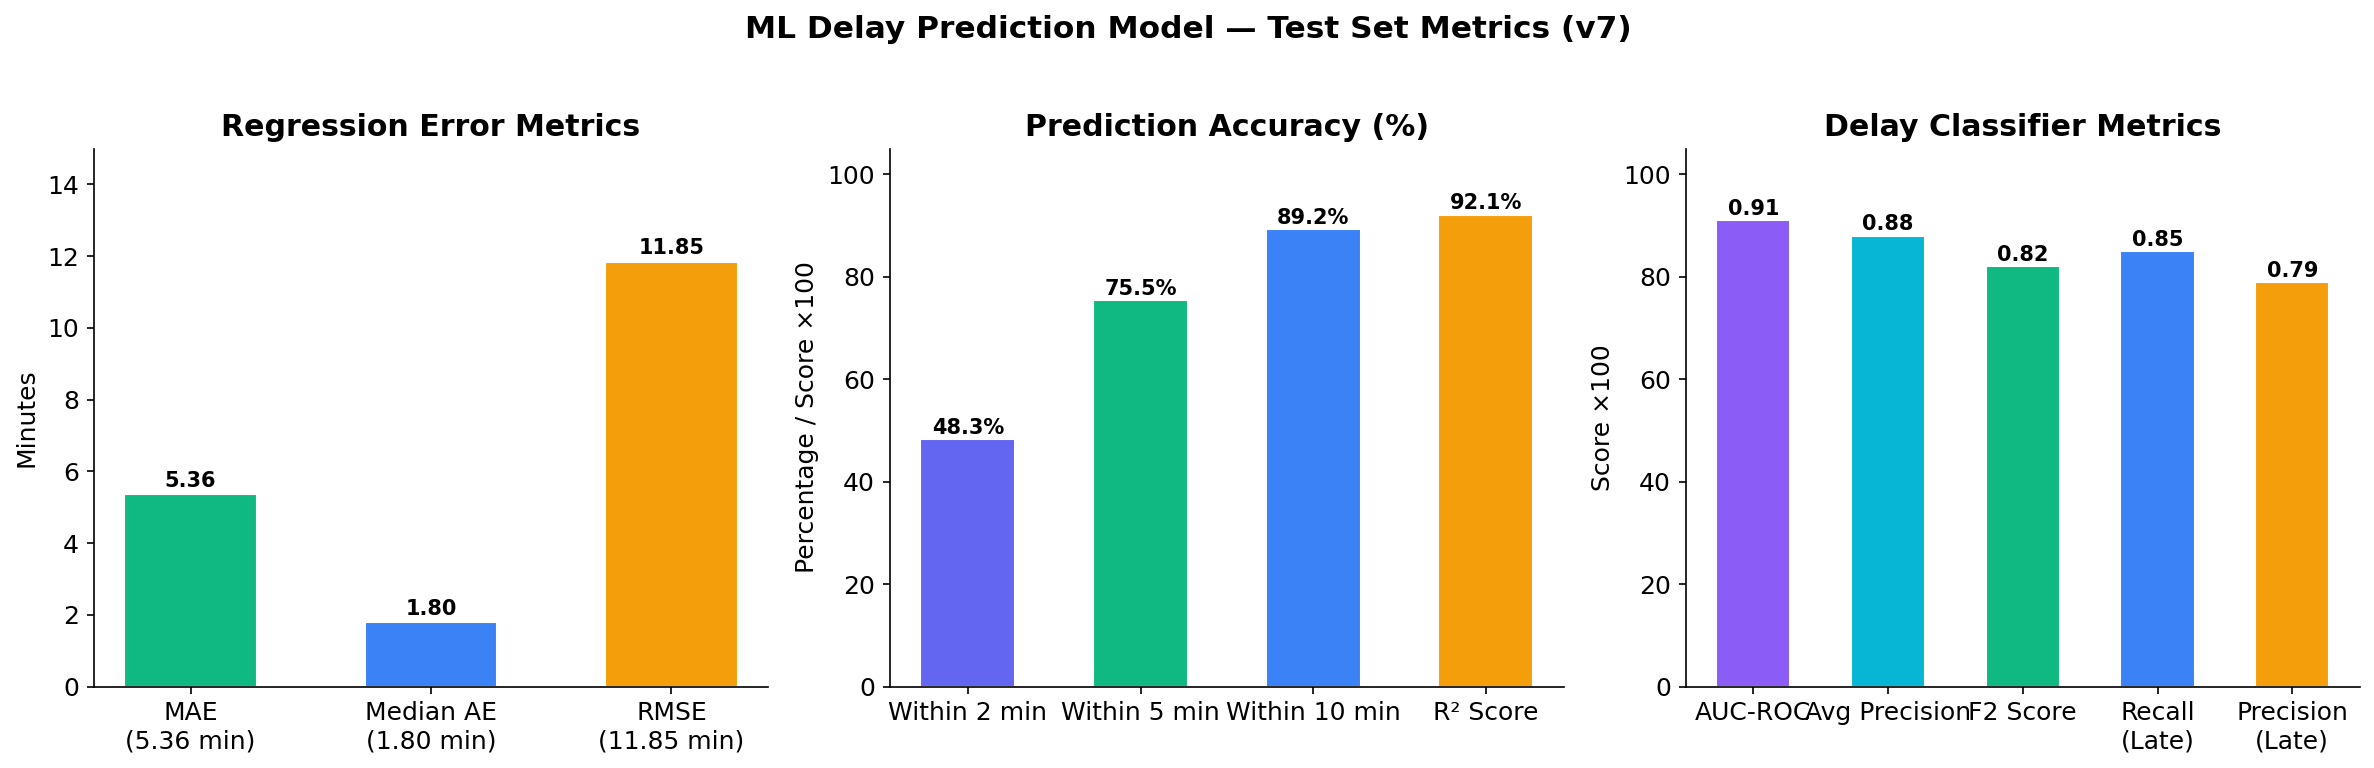 ML Delay Prediction Model — Test Set Metrics (v7)
Regression Error Metrics
Minutes
14
12
10
8
6
4
2
0
5.36
1.80
11.85
MAE
(5.36 min)
Median AE
(1.80 min)
RMSE
(11.85 min)
Prediction Accuracy (%)
Percentage / Score ×100
100
80
60
40
20
0
48.3%
75.5%
89.2%
92.1%
Within 2 min
Within 5 min
Within 10 min
R² Score
Delay Classifier Metrics
Score ×100
100
80
60
40
20
0
0.91
0.88
0.82
0.85
0.79
AUC-ROC
Avg Precision
F2 Score
Recall
(Late)
Precision
(Late)